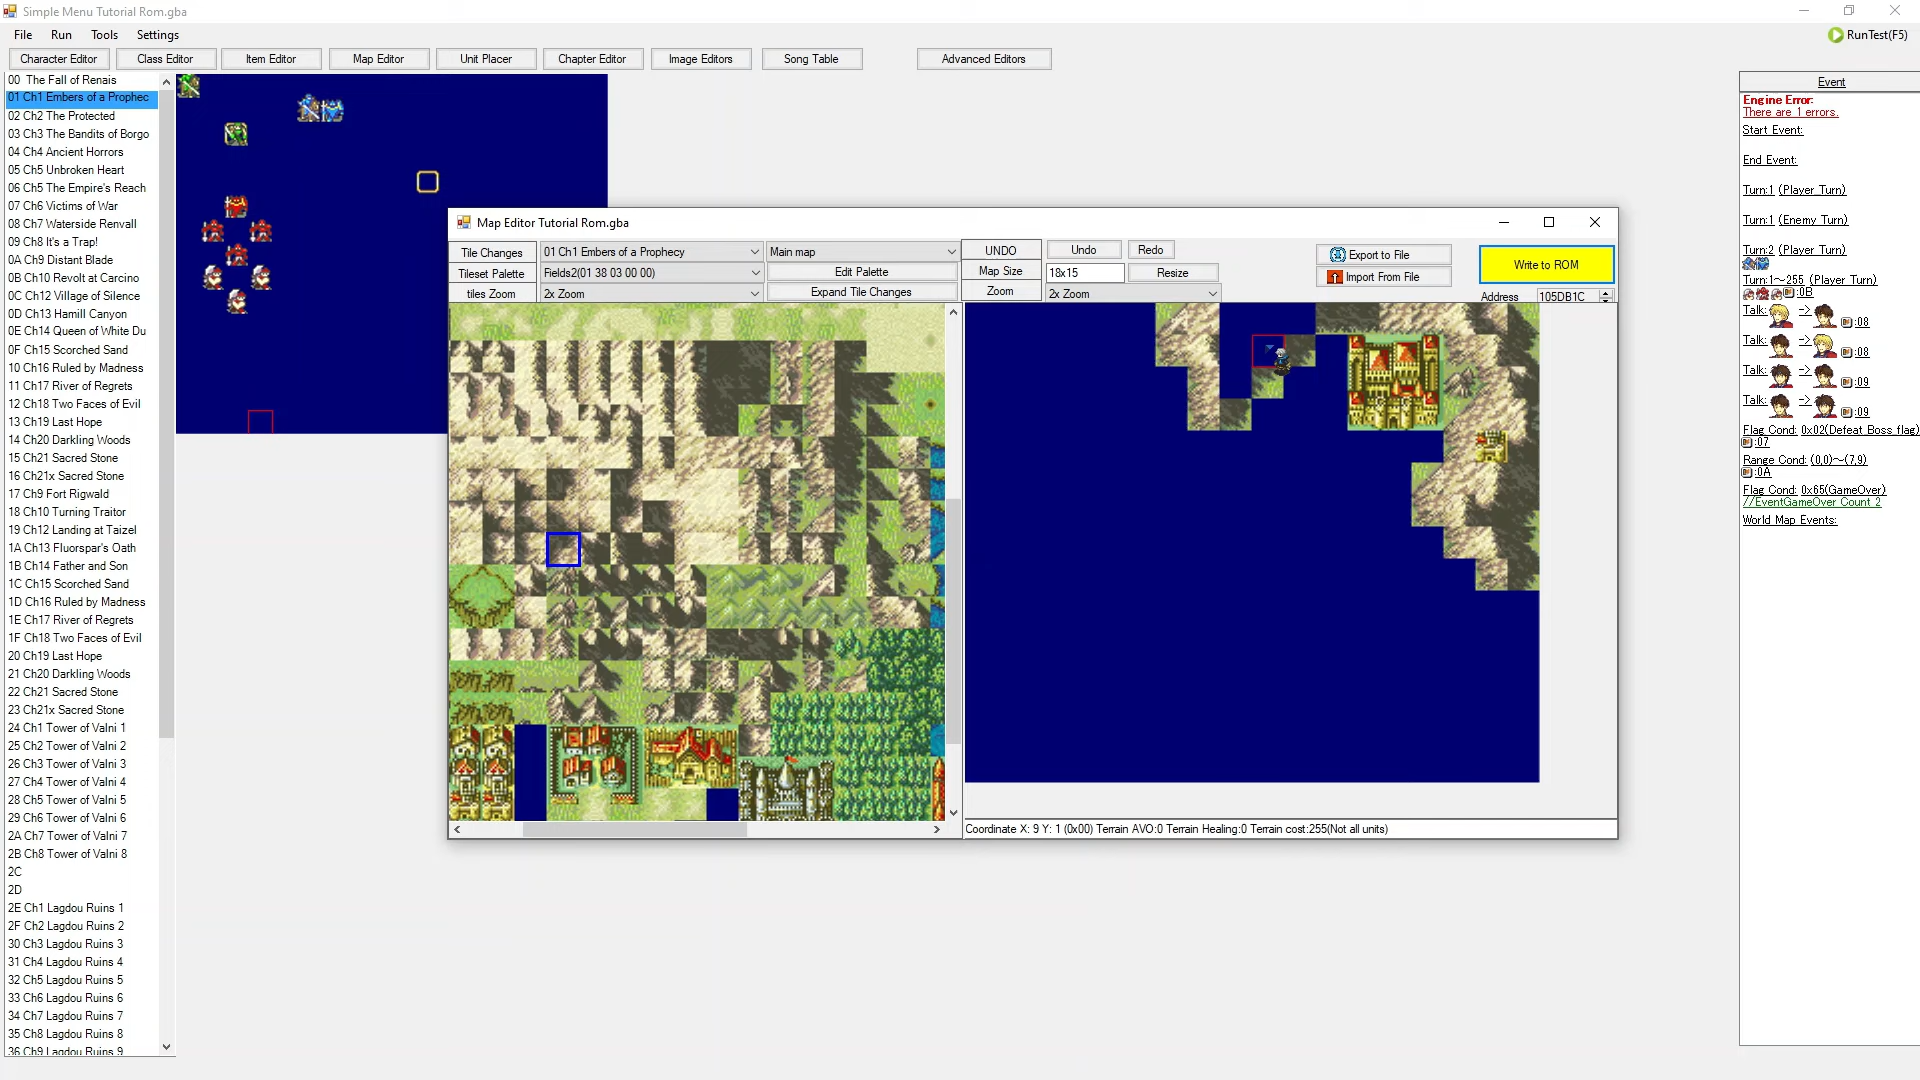 Simple Menu Tutorial Rom.gba
File Run Tools Settings
RunTest(F5)
Character Editor Class Editor Item Editor Map Editor Unit Placer Chapter Editor Image Editors Song Table Advanced Editors
00 The Fall of Renais
01 Ch1 Embers of a Prophec
02 Ch2 The Protected
03 Ch3 The Bandits of Borgo
04 Ch4 Ancient Horrors
05 Ch5 Unbroken Heart
06 Ch5 The Empire's Reach
07 Ch6 Victims of War
08 Ch7 Waterside Renvall
09 Ch8 It's a Trap!
0A Ch9 Distant Blade
0B Ch10 Revolt at Carcino
0C Ch12 Village of Silence
0D Ch13 Hamill Canyon
0E Ch14 Queen of White Du
0F Ch15 Scorched Sand
10 Ch16 Ruled by Madness
11 Ch17 River of Regrets
12 Ch18 Two Faces of Evil
13 Ch19 Last Hope
14 Ch20 Darkling Woods
15 Ch21 Sacred Stone
16 Ch21x Sacred Stone
17 Ch9 Fort Rigwald
18 Ch10 Turning Traitor
19 Ch12 Landing at Taizel
1A Ch13 Fluorspar's Oath
1B Ch14 Father and Son
1C Ch15 Scorched Sand
1D Ch16 Ruled by Madness
1E Ch17 River of Regrets
1F Ch18 Two Faces of Evil
20 Ch19 Last Hope
21 Ch20 Darkling Woods
22 Ch21 Sacred Stone
23 Ch21x Sacred Stone
24 Ch1 Tower of Valni 1
25 Ch2 Tower of Valni 2
26 Ch3 Tower of Valni 3
27 Ch4 Tower of Valni 4
28 Ch5 Tower of Valni 5
29 Ch6 Tower of Valni 6
2A Ch7 Tower of Valni 7
2B Ch8 Tower of Valni 8
2C
2D
2E Ch1 Lagdou Ruins 1
2F Ch2 Lagdou Ruins 2
30 Ch3 Lagdou Ruins 3
31 Ch4 Lagdou Ruins 4
32 Ch5 Lagdou Ruins 5
33 Ch6 Lagdou Ruins 6
34 Ch7 Lagdou Ruins 7
35 Ch8 Lagdou Ruins 8
36 Ch9 Lagdou Ruins 9
Map Editor Tutorial Rom.gba
Tile Changes 01 Ch1 Embers of a Prophecy Main map UNDO Undo Redo
Export to File
Write to ROM
Tileset Palette Fields2(01 38 03 00 00) Edit Palette Map Size 18x15 Resize
Import From File
tiles Zoom 2x Zoom Expand Tile Changes Zoom 2x Zoom
Address 105DB1C
Coordinate X: 9 Y: 1 (0x00) Terrain AVO:0 Terrain Healing:0 Terrain cost:255(Not all units)
Event
Engine Error:
There are 1 errors.
Start Event:
End Event:
Turn:1 (Player Turn)
Turn:1 (Enemy Turn)
Turn:2 (Player Turn)
Turn:1～255 (Player Turn)
:0B
Talk: -> :08
Talk: -> :08
Talk: -> :09
Talk: -> :09
Flag Cond: 0x02(Defeat Boss flag)
:07
Range Cond: (0,0)～(7,9)
:0A
Flag Cond: 0x65(GameOver)
//EventGameOver Count 2
World Map Events: